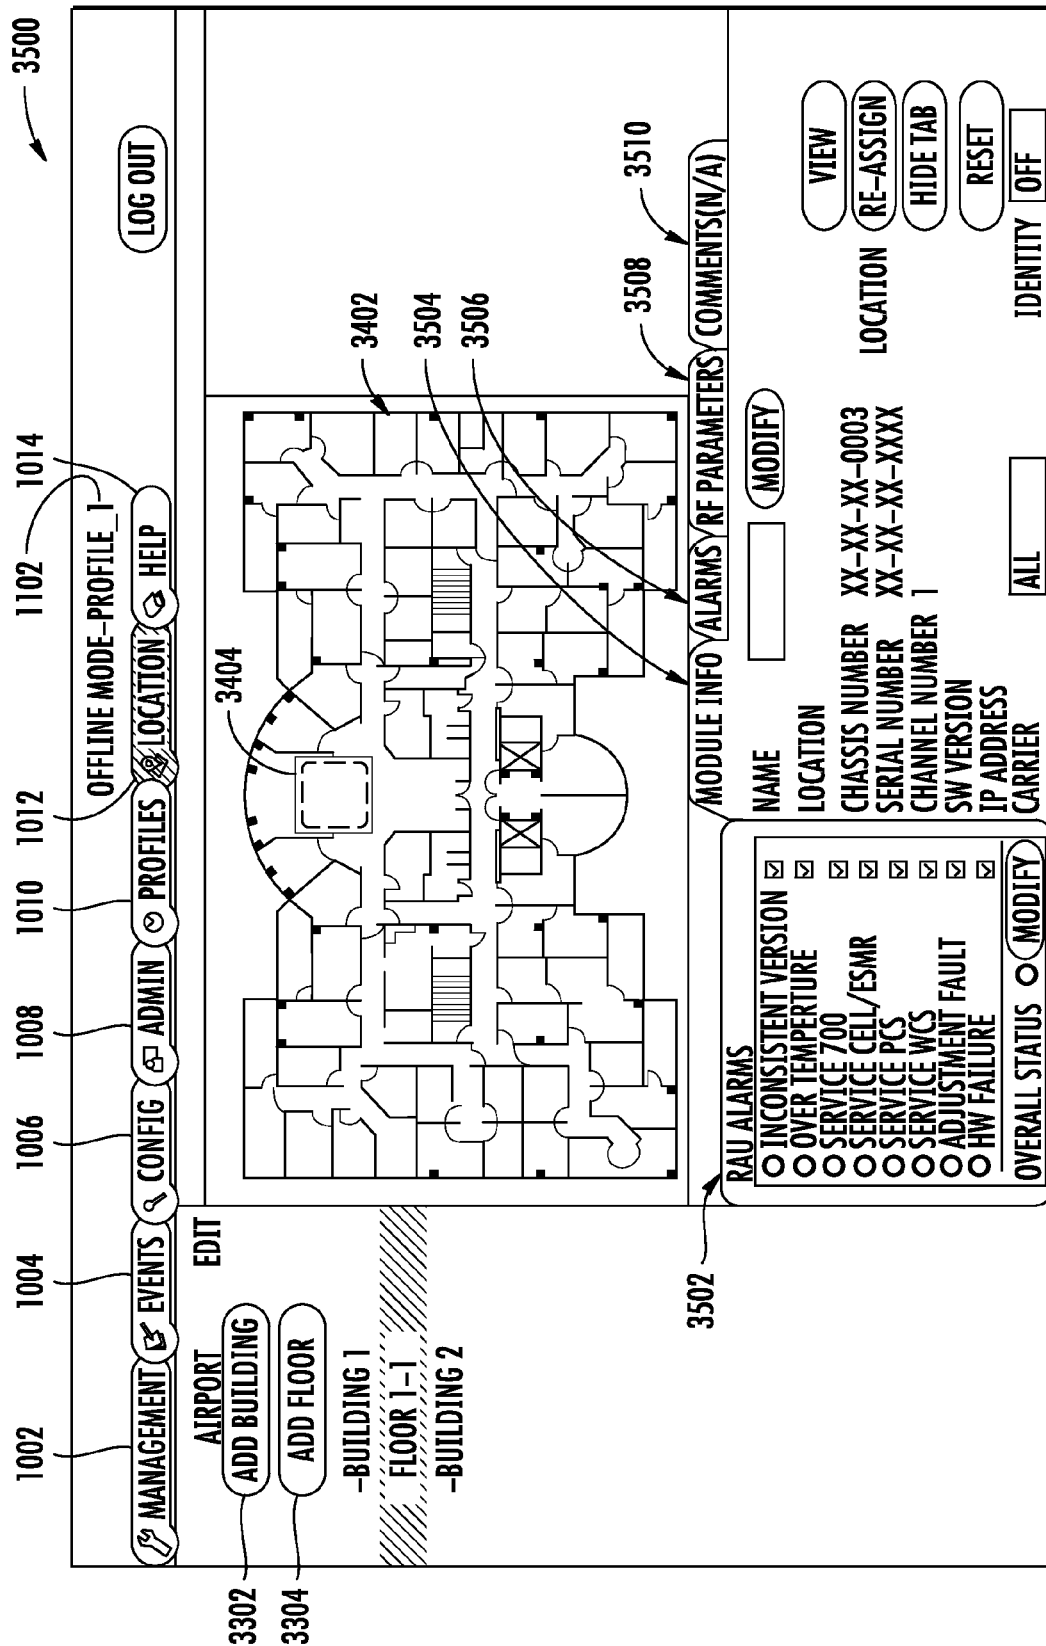 3500
1002
1004
1006
1008
1010
1012
1102
1014
OFFLINE MODE-PROFILE_1
LOG OUT
MANAGEMENT
EVENTS
CONFIG
ADMIN
PROFILES
LOCATION
HELP
AIRPORT
EDIT
3302
ADD BUILDING
3304
ADD FLOOR
-BUILDING 1
FLOOR 1-1
-BUILDING 2
3404
3402
3504
3506
3508
3510
3502
MODULE INFO
ALARMS
RF PARAMETERS
COMMENTS(N/A)
RAU ALARMS
INCONSISTENT VERSION
OVER TEMPERTURE
SERVICE 700
SERVICE CELL/ESMR
SERVICE PCS
SERVICE WCS
ADJUSTMENT FAULT
HW FAILURE
OVERALL STATUS
MODIFY
NAME
MODIFY
LOCATION
VIEW
CHASSIS NUMBER XX-XX-XX-0003
LOCATION
RE-ASSIGN
SERIAL NUMBER XX-XX-XX-XXXX
CHANNEL NUMBER 1
HIDE TAB
SW VERSION
IP ADDRESS
RESET
CARRIER
ALL
IDENTITY
OFF